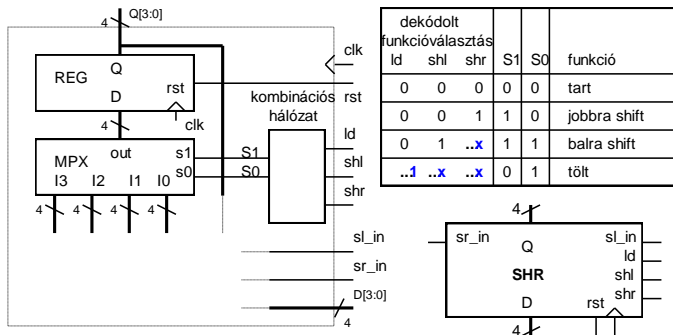 4 Q[3:0]
clk
Q
REG
rst
D
4
clk
kombinációs rst
hálózat
out
s1 S1
s0 S0
MPX
I3 I2 I1 I0
4 4 4 4
ld
shl
shr
sl_in
sr_in
D[3:0]
4
dekódolt
funkcióválasztás
ld shl shr S1 S0 funkció
0 0 0 0 0 tart
0 0 1 1 0 jobbra shift
0 1 ..x 1 1 balra shift
..1 ..x ..x 0 1 tölt
4
sr_in Q sl_in
ld
SHR
shl
shr
D rst
4